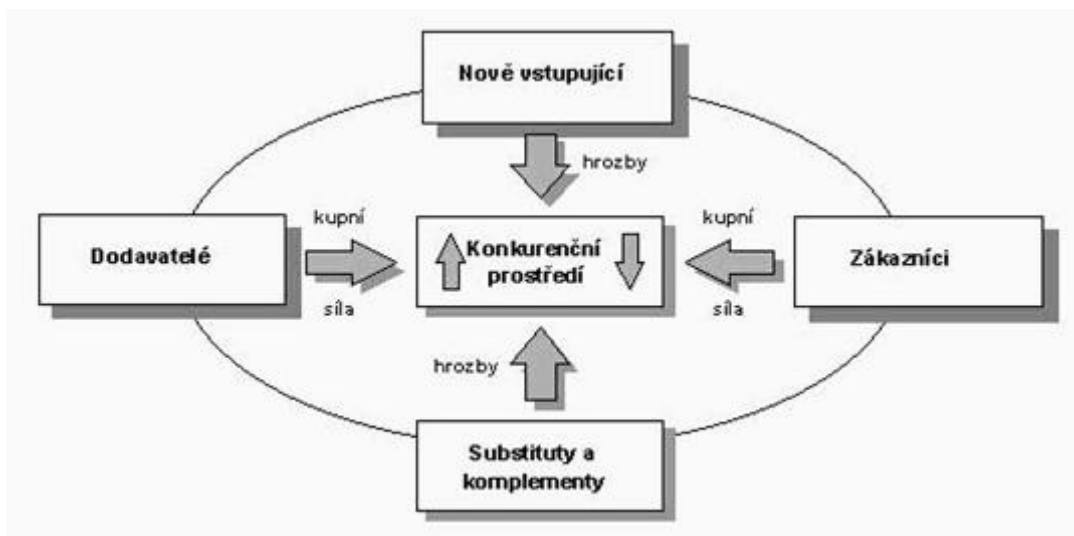 Nově vstupující
hrozby
kupní
kupní
Dodavatelé
Konkurenční
prostředí
Zákazníci
síla
síla
hrozby
Substituty a
komplementy